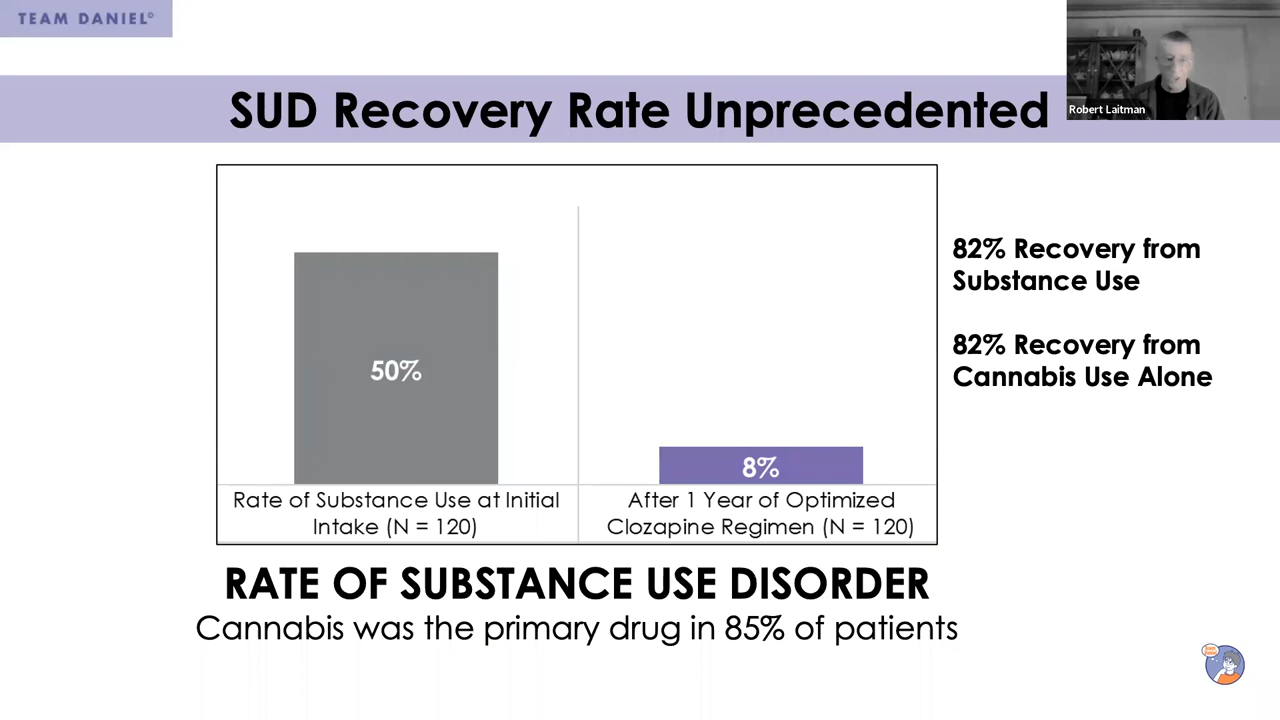 TEAM DANIEL©
Robert Laitman
SUD Recovery Rate Unprecedented
50%
8%
Rate of Substance Use at Initial
Intake (N = 120)
After 1 Year of Optimized
Clozapine Regimen (N = 120)
82% Recovery from
Substance Use
82% Recovery from
Cannabis Use Alone
RATE OF SUBSTANCE USE DISORDER
Cannabis was the primary drug in 85% of patients